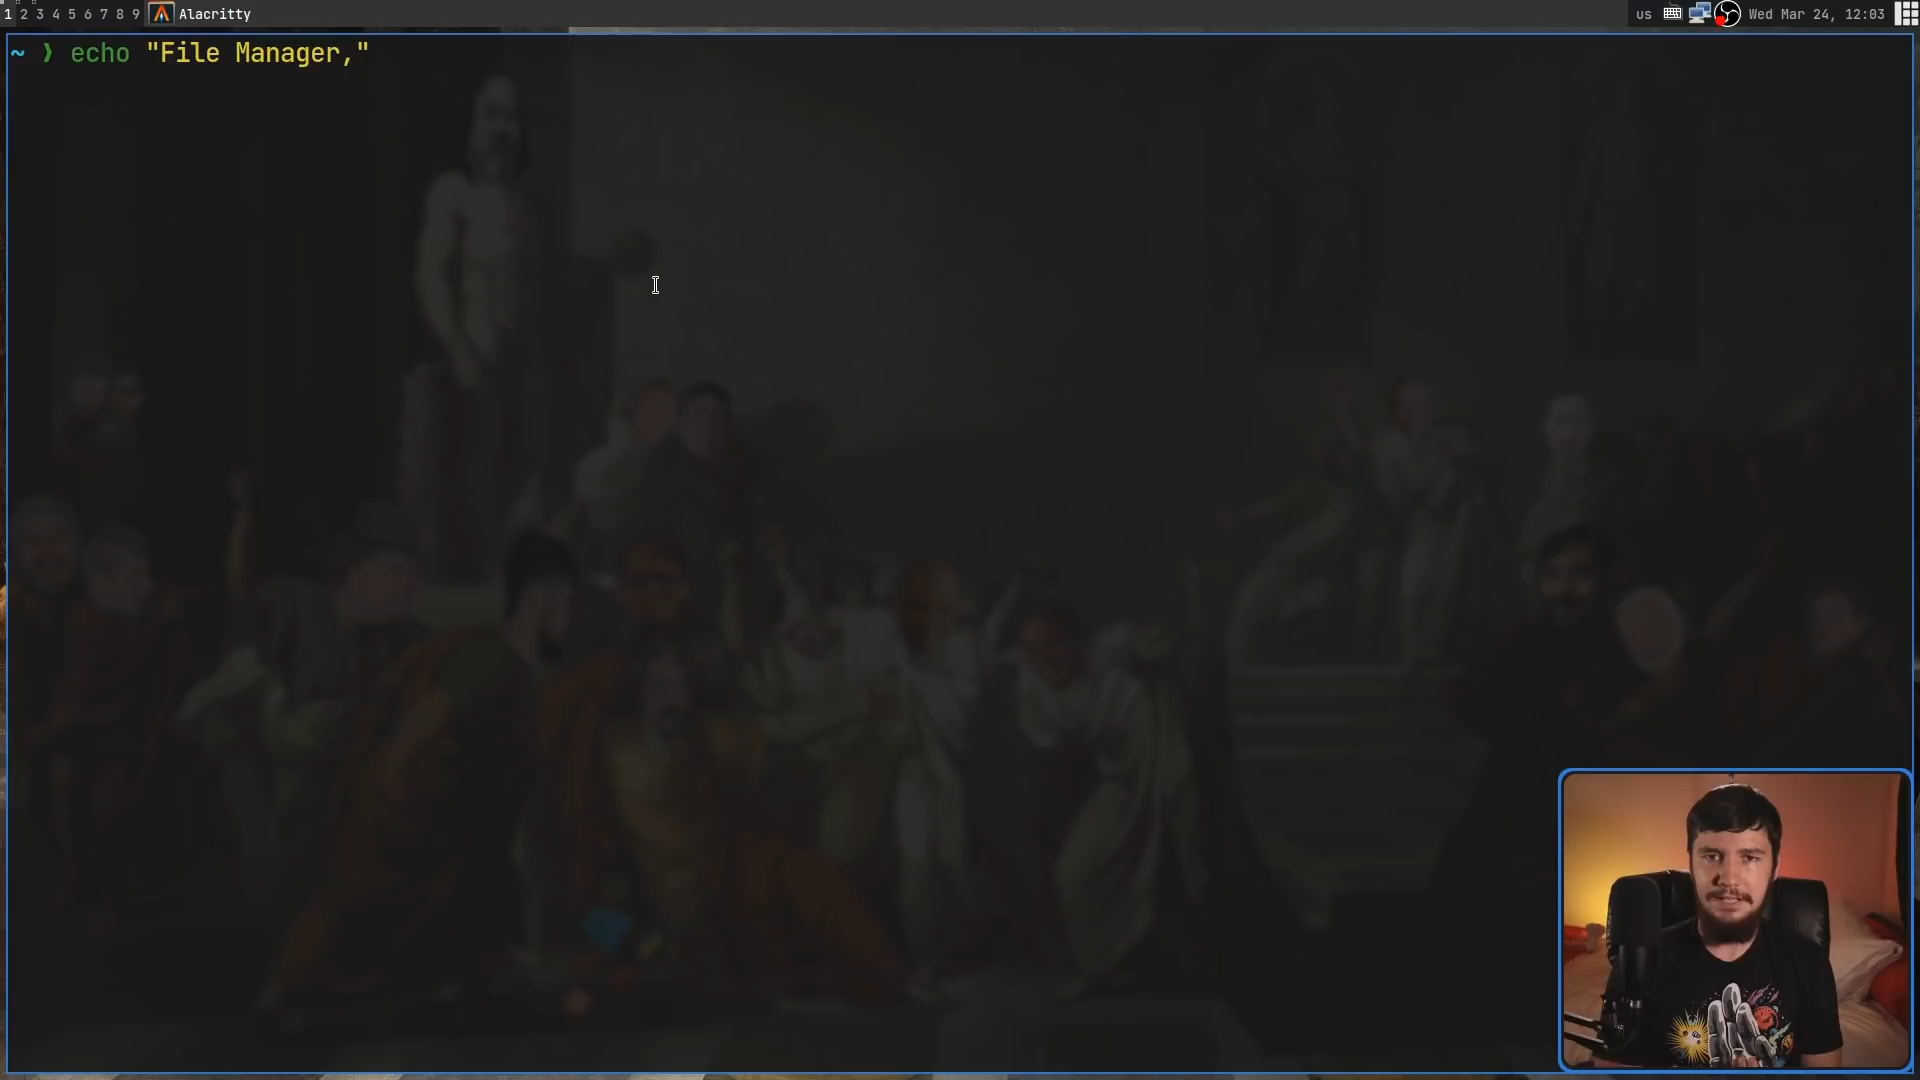 1 2 3 4 5 6 7 8 9 Alacritty us Wed Mar 24, 12:03
~ ❯ echo "File Manager,"